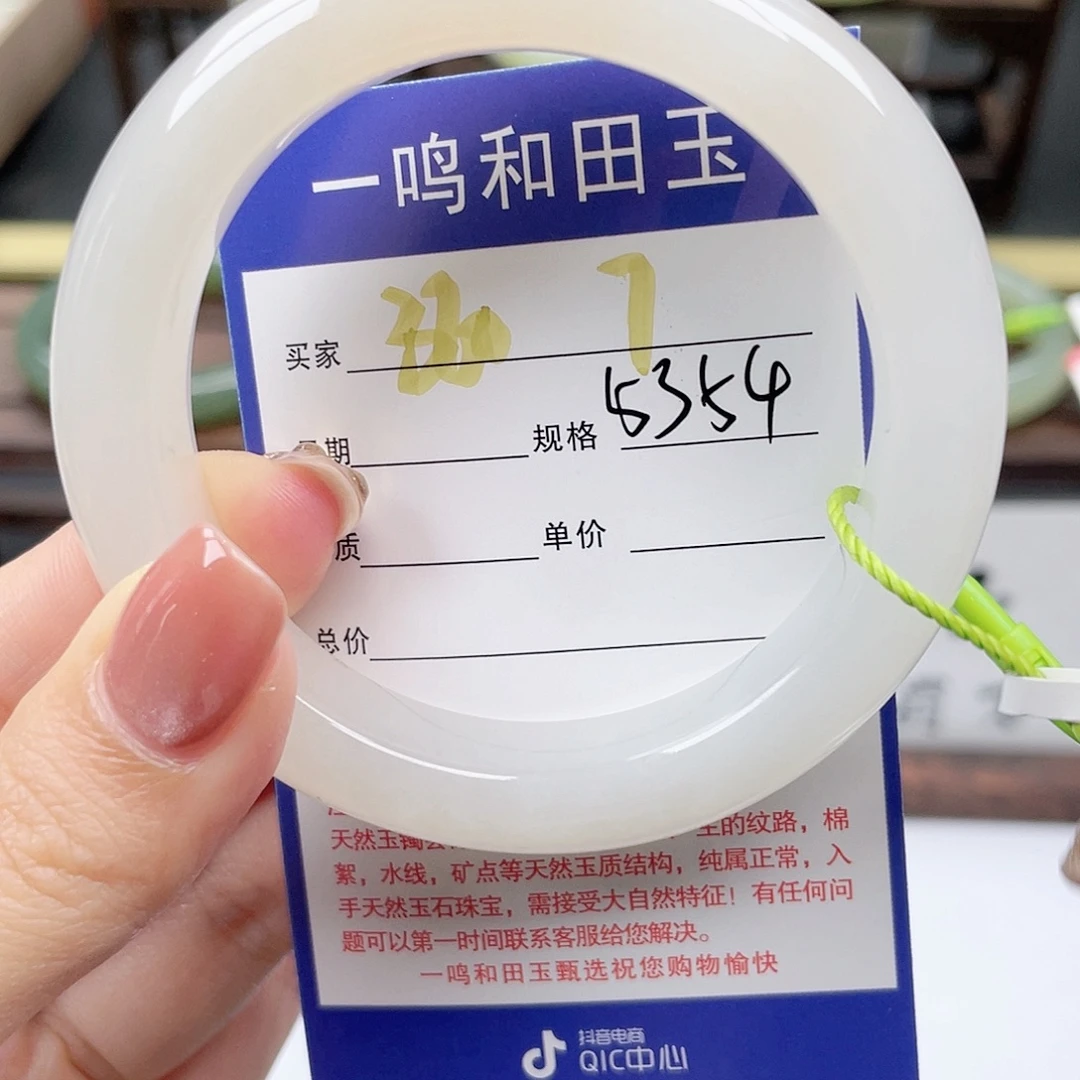 一鸣和田玉
买家 7
期 规格 5354
质 单价
总价
天然玉镯 生的纹路，棉
絮，水线，矿点等天然玉质结构，纯属正常，入
手天然玉石珠宝，需接受大自然特征！有任何问
题可以第一时间联系客服给您解决。
一鸣和田玉甄选祝您购物愉快
抖音电商
QIC中心